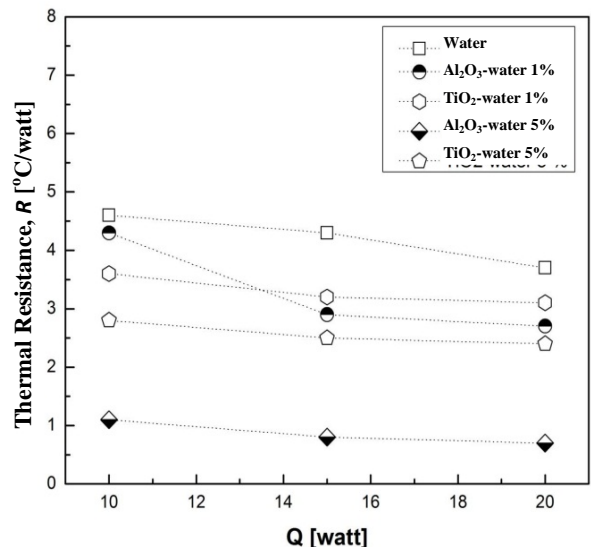 8
7
6
5
4
3
2
1
0
Thermal Resistance, R [°C/watt]
Water
Al₂O₃-water 1%
TiO₂-water 1%
Al₂O₃-water 5%
TiO₂-water 5%
10 12 14 16 18 20
Q [watt]